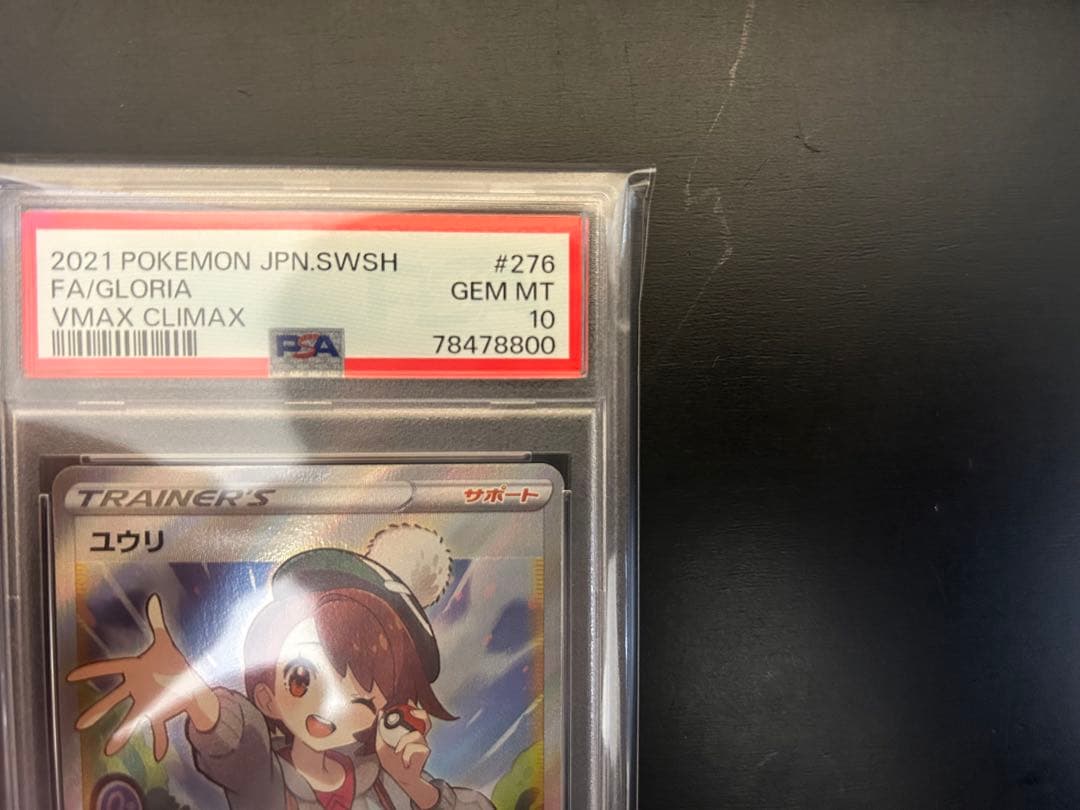 2021 POKEMON JPN.SWSH #276
FA/GLORIA GEM MT
VMAX CLIMAX 10
PSA 78478800
TRAINER'S サポート
ユウリ